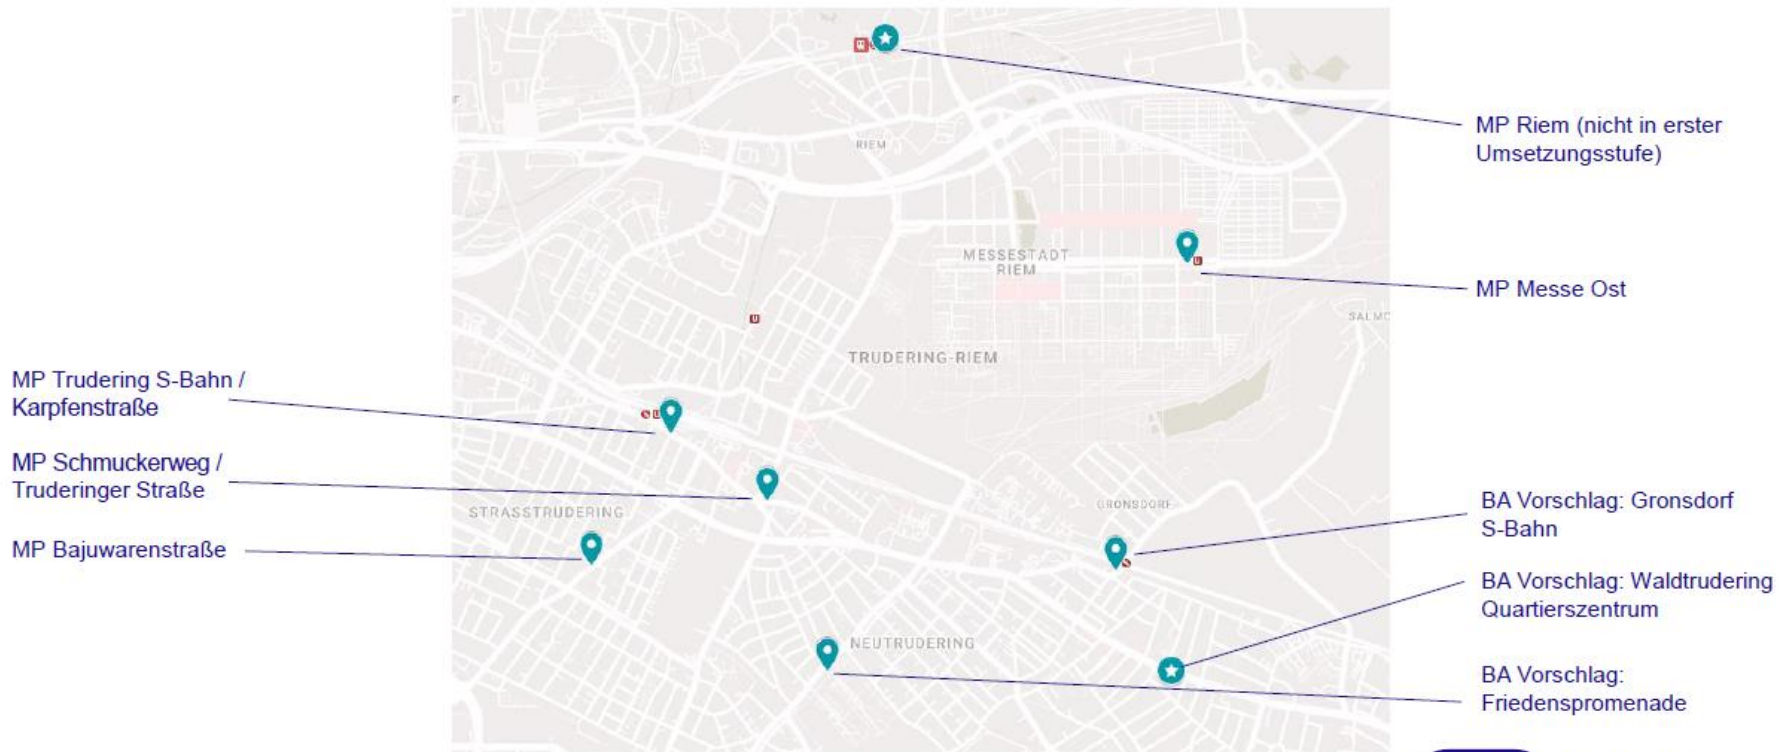 MP Riem (nicht in erster
Umsetzungsstufe)
RIEM
MESSESTADT
RIEM
MP Messe Ost
SALMC
TRUDERING-RIEM
MP Trudering S-Bahn /
Karpfenstraße
MP Schmuckerweg /
Truderinger Straße
STRASSTRUDERING
MP Bajuwarenstraße
GRONSDORF
BA Vorschlag: Gronsdorf
S-Bahn
BA Vorschlag: Waldtrudering
Quartierszentrum
NEUTRUDERING
BA Vorschlag:
Friedenspromenade